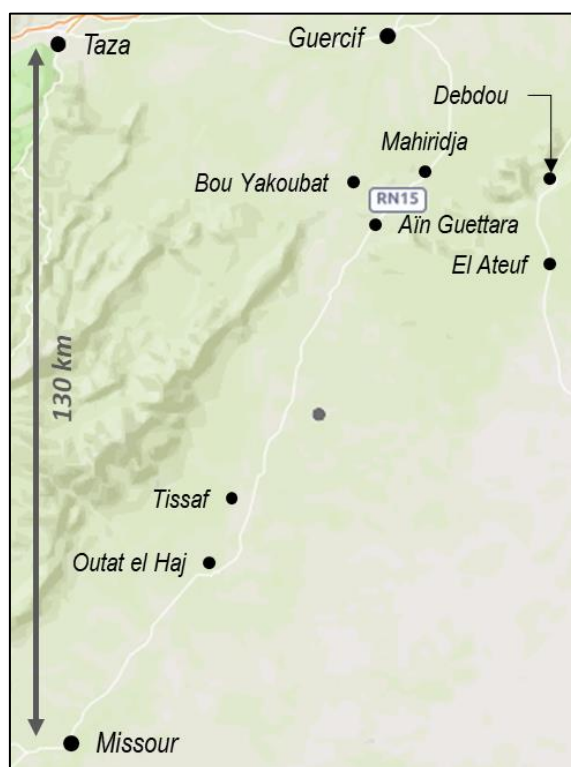 Taza
Guercif
Debdou
Mahiridja
Bou Yakoubat
RN15
Aïn Guettara
El Ateuf
130 km
Tissaf
Outat el Haj
Missour